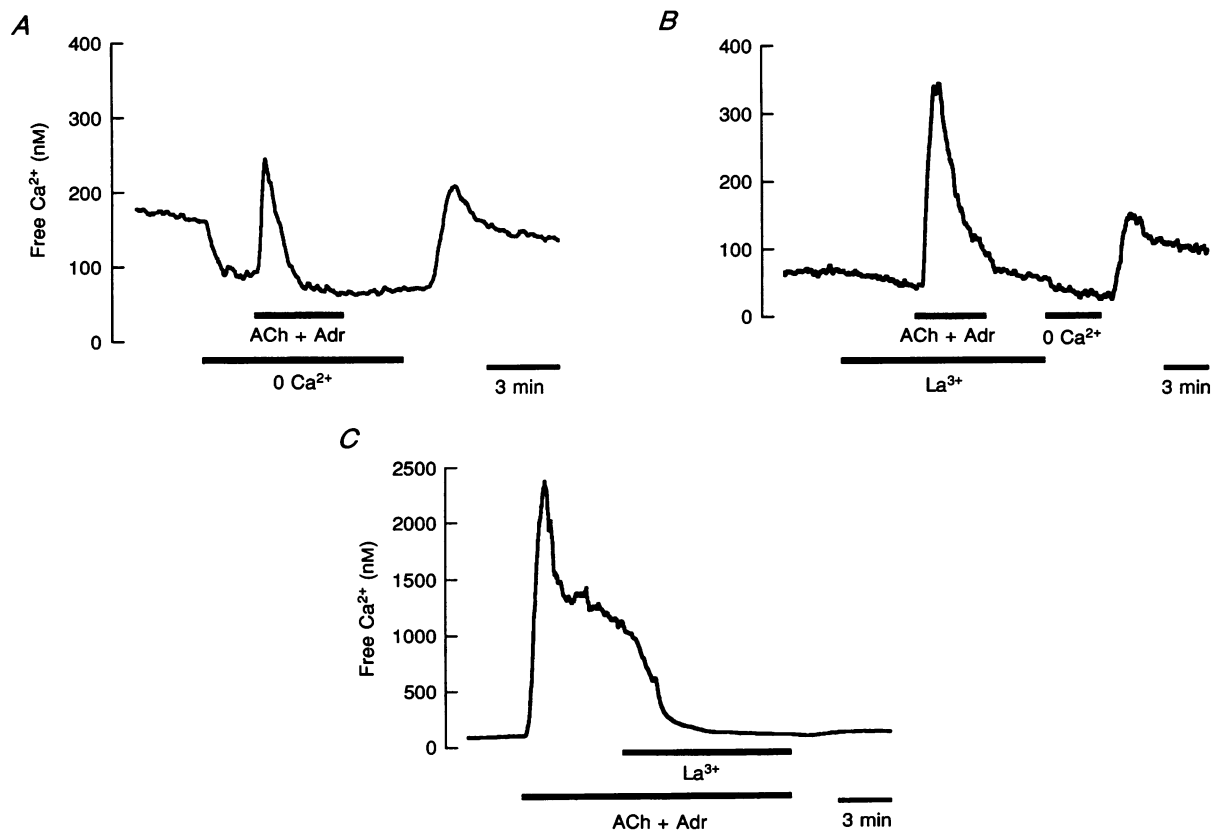 A
400
300
200
100
0
Free Ca²⁺ (nM)
ACh + Adr
0 Ca²⁺
3 min
B
400
300
200
100
0
ACh + Adr
0 Ca²⁺
La³⁺
3 min
C
2500
2000
1500
1000
500
0
Free Ca²⁺ (nM)
La³⁺
ACh + Adr
3 min